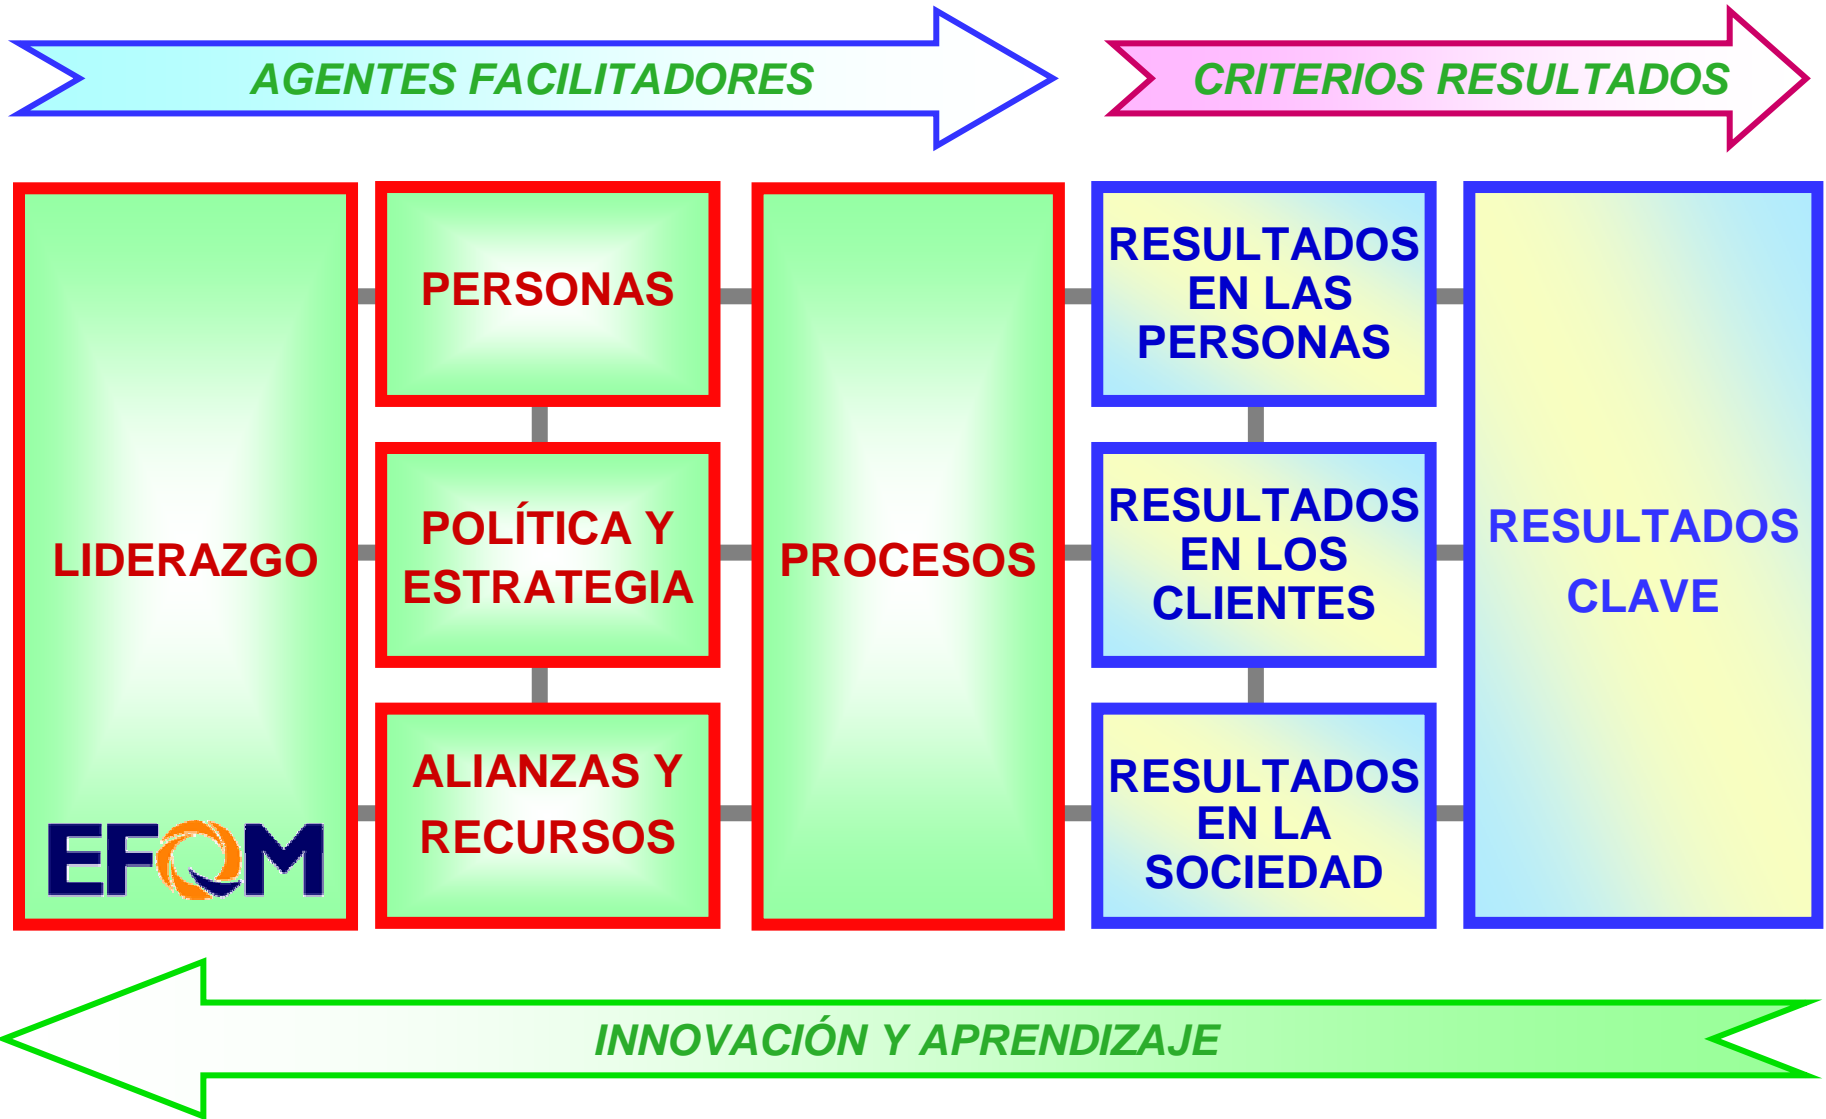 AGENTES FACILITADORES
CRITERIOS RESULTADOS
LIDERAZGO
EFQM
PERSONAS
POLÍTICA Y
ESTRATEGIA
ALIANZAS Y
RECURSOS
PROCESOS
RESULTADOS
EN LAS
PERSONAS
RESULTADOS
EN LOS
CLIENTES
RESULTADOS
EN LA
SOCIEDAD
RESULTADOS
CLAVE
INNOVACIÓN Y APRENDIZAJE